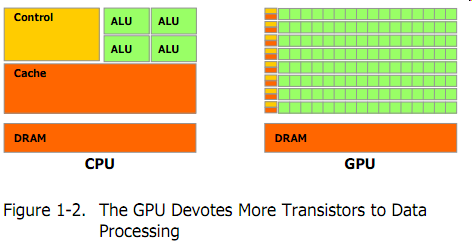 Control
ALU ALU
ALU ALU
Cache
DRAM
CPU
DRAM
GPU
Figure 1-2. The GPU Devotes More Transistors to Data
Processing